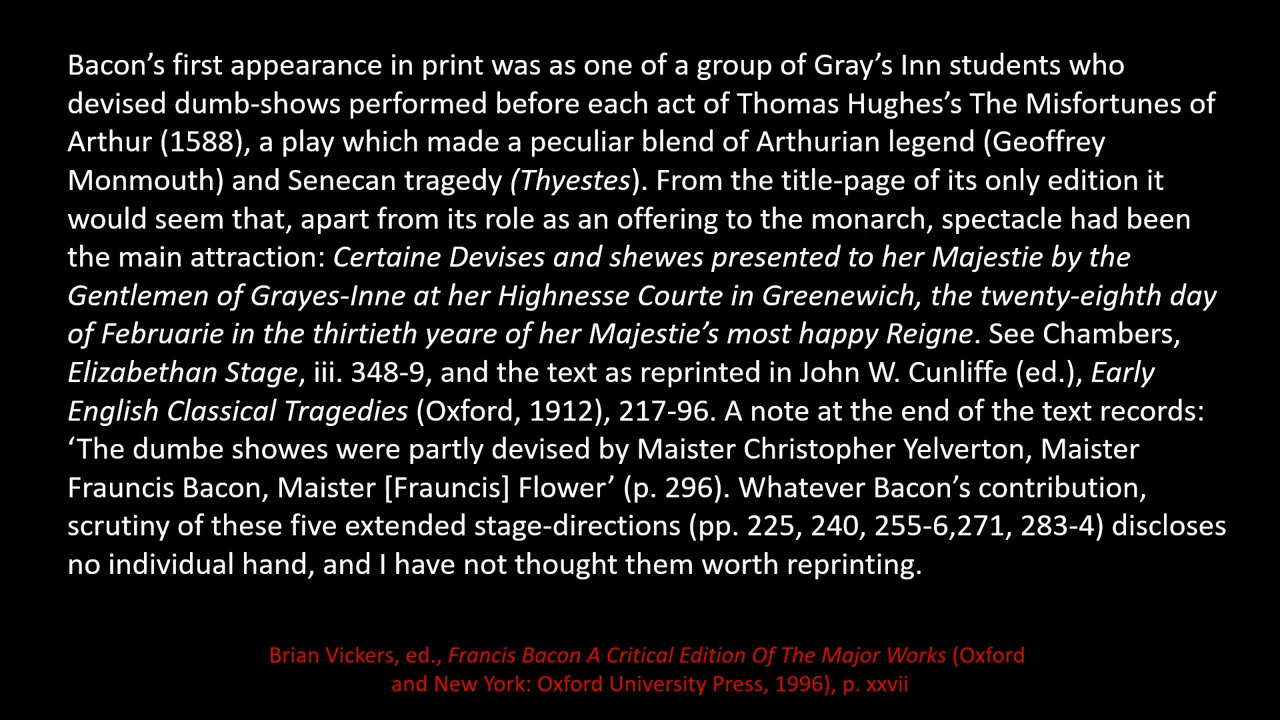 Bacon’s first appearance in print was as one of a group of Gray’s Inn students who
devised dumb-shows performed before each act of Thomas Hughes’s The Misfortunes of
Arthur (1588), a play which made a peculiar blend of Arthurian legend (Geoffrey
Monmouth) and Senecan tragedy (Thyestes). From the title-page of its only edition it
would seem that, apart from its role as an offering to the monarch, spectacle had been
the main attraction: Certaine Devises and shewes presented to her Majestie by the
Gentlemen of Grayes-Inne at her Highnesse Courte in Greenewich, the twenty-eighth day
of Februarie in the thirtieth yeare of her Majestie’s most happy Reigne. See Chambers,
Elizabethan Stage, iii. 348-9, and the text as reprinted in John W. Cunliffe (ed.), Early
English Classical Tragedies (Oxford, 1912), 217-96. A note at the end of the text records:
‘The dumbe showes were partly devised by Maister Christopher Yelverton, Maister
Frauncis Bacon, Maister [Frauncis] Flower’ (p. 296). Whatever Bacon’s contribution,
scrutiny of these five extended stage-directions (pp. 225, 240, 255-6,271, 283-4) discloses
no individual hand, and I have not thought them worth reprinting.
Brian Vickers, ed., Francis Bacon A Critical Edition Of The Major Works (Oxford
and New York: Oxford University Press, 1996), p. xxvii